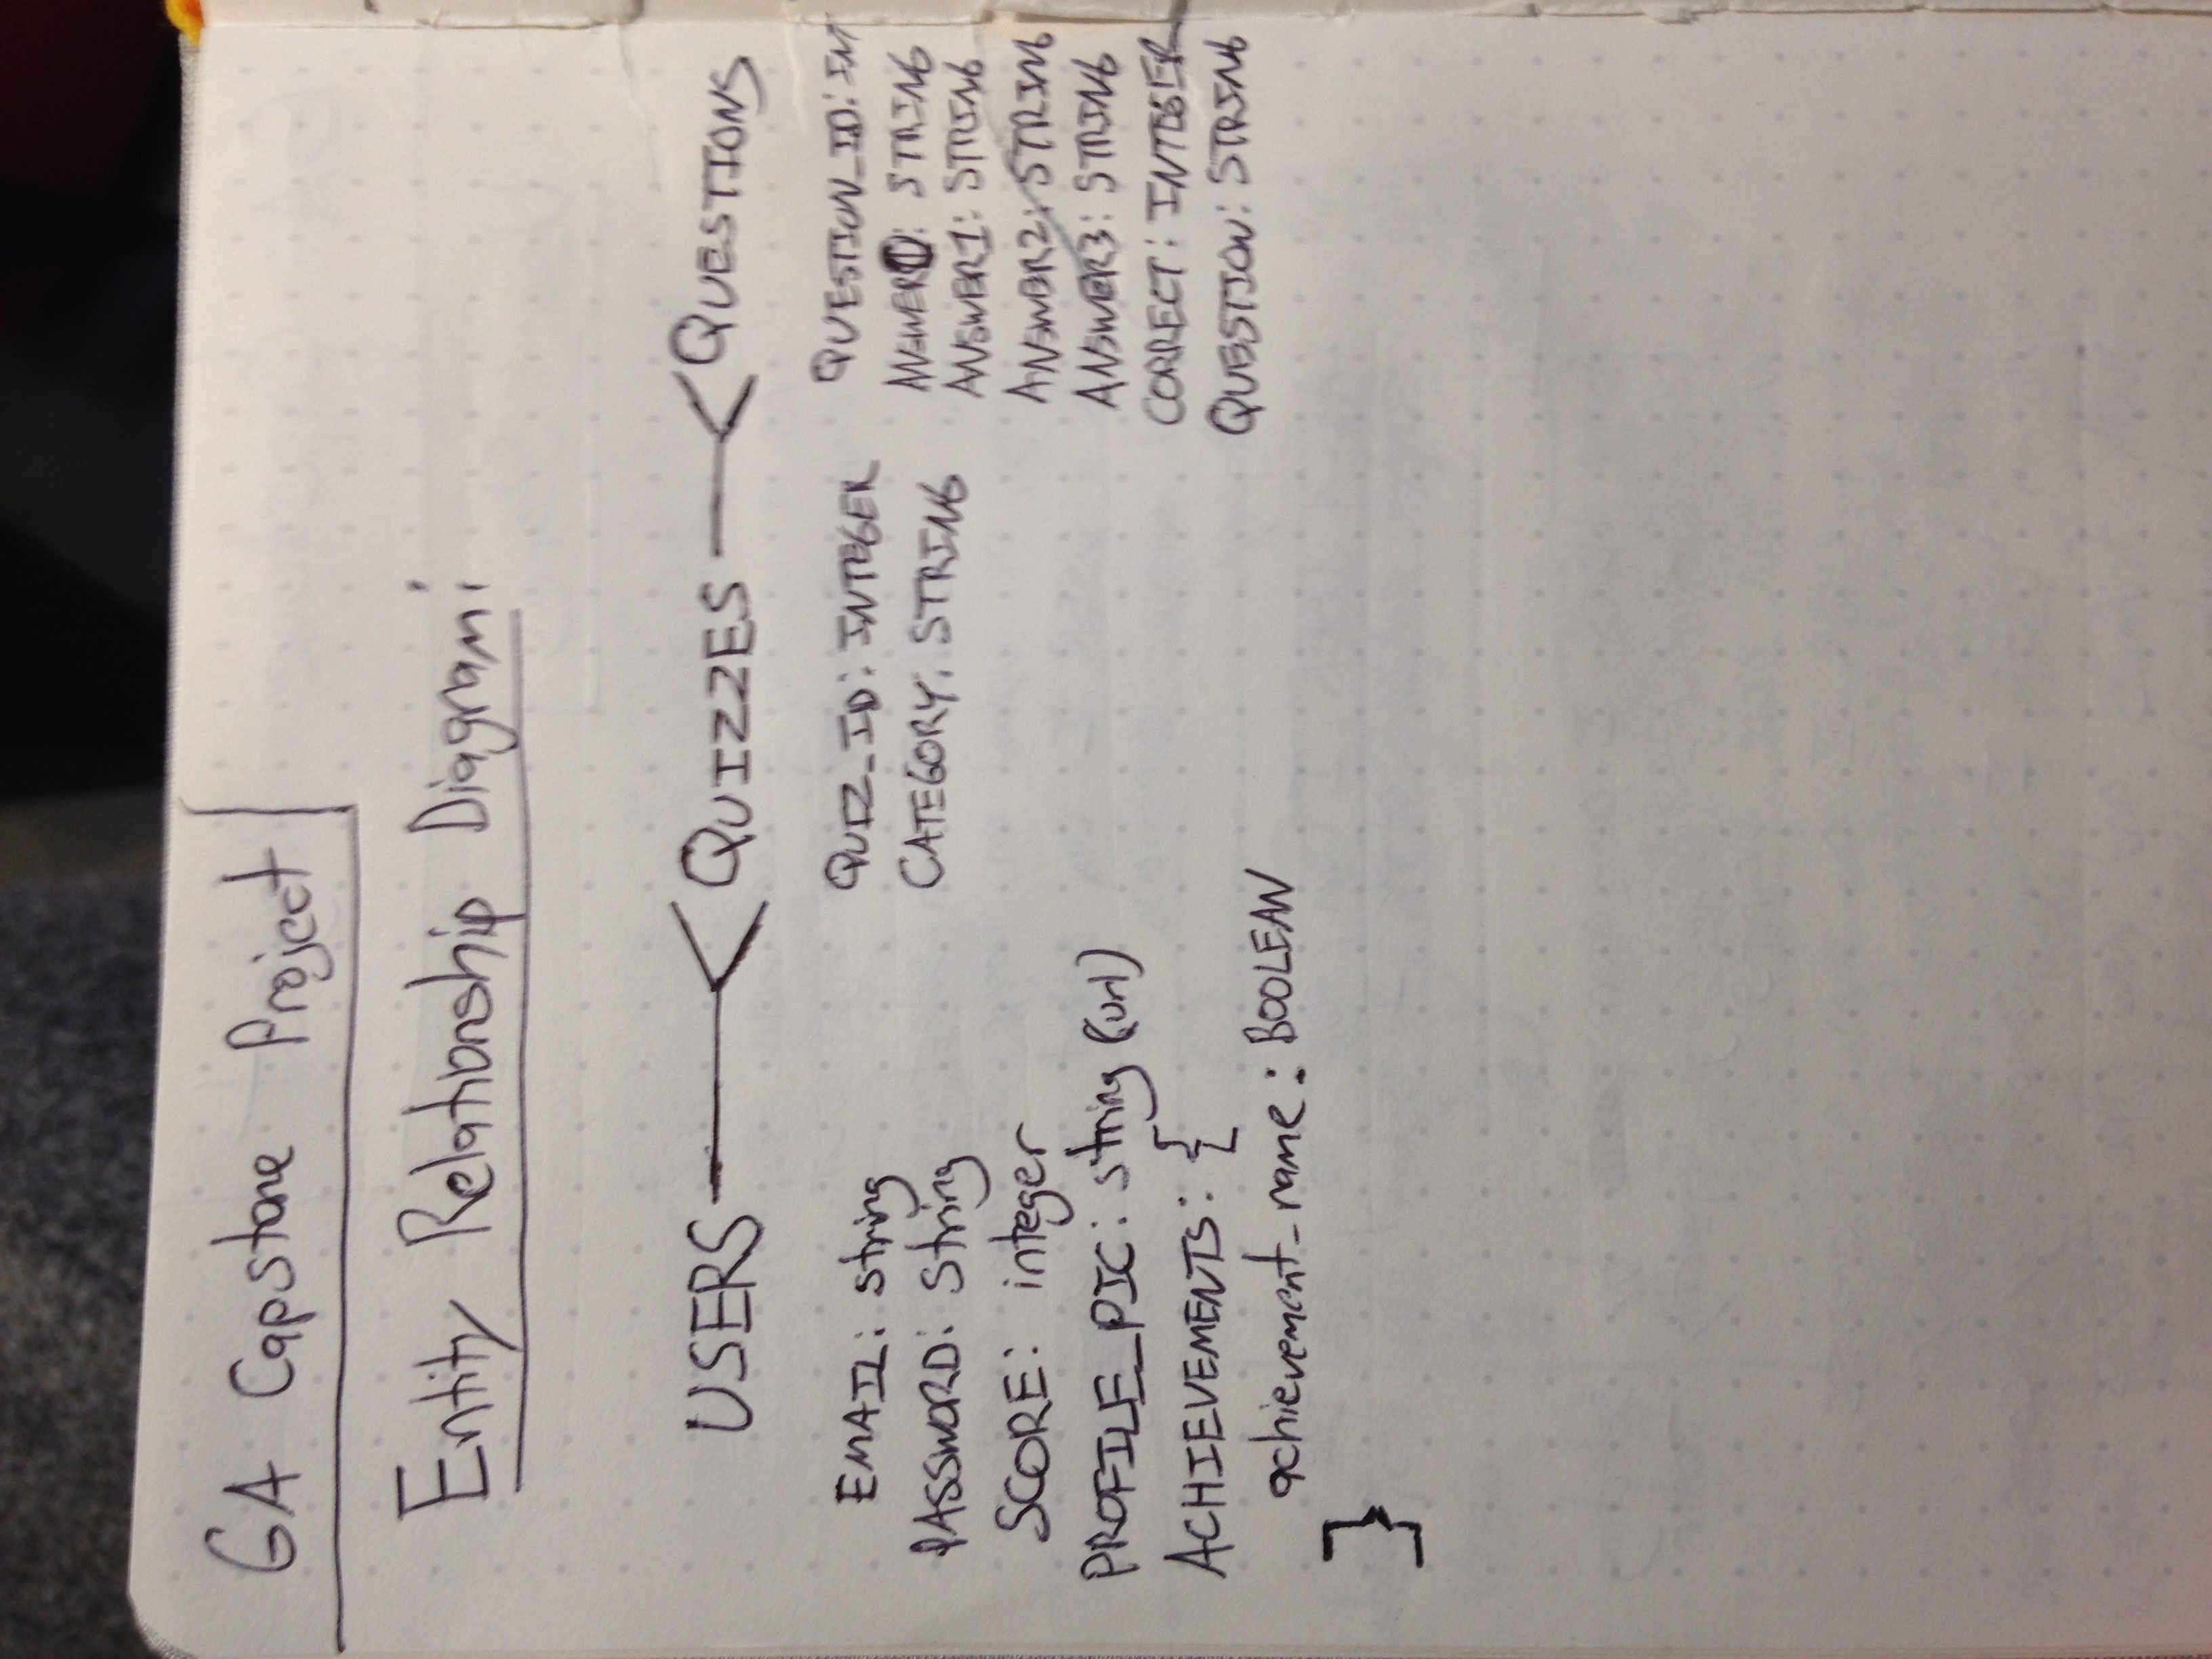 GA Capstone Project
Entity Relationship Diagram:
USERS QUIZZES QUESTIONS
EMAIL: string
PASSWORD: string
SCORE: integer
PROFILE_PIC: string (url)
ACHIEVEMENTS: {
achievement_name: BOOLEAN
}
QUIZ_ID: INTEGER
CATEGORY: STRING
QUESTION_ID: INT
ANSWER0: STRING
ANSWER1: STRING
ANSWER2: STRING
ANSWER3: STRING
CORRECT: INTEGER
QUESTION: STRING